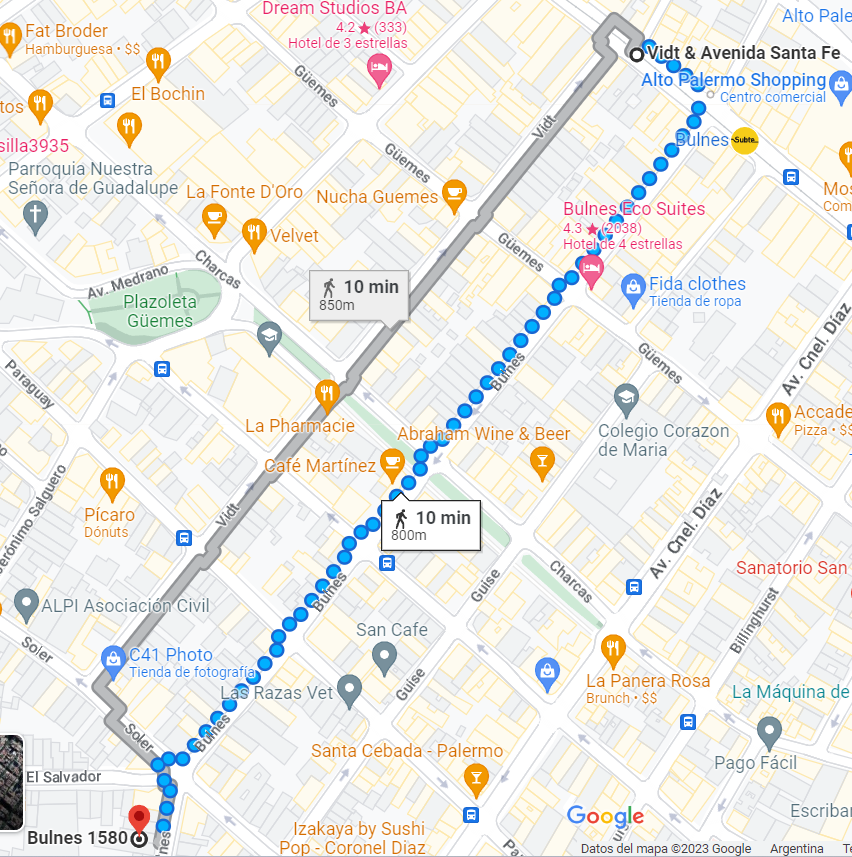 Dream Studios BA
4.2 ★ (333)
Hotel de 3 estrellas
Alto Pale
Fat Broder
Hamburguesa • $$
El Bochin
Güemes
Vidt & Avenida Santa Fe
Alto Palermo Shopping
Centro comercial
tos
silla3935
Vidt
Bulnes
Subte
Parroquia Nuestra
Señora de Guadalupe
Güemes
La Fonte D'Oro
Nucha Guemes
Mos
Com
Velvet
Bulnes Eco Suites
4.3 ★ (2038)
Hotel de 4 estrellas
Güemes
Charcas
Av. Medrano
Plazoleta
Güemes
10 min
850m
Fida clothes
Tienda de ropa
Av. Cnel. Díaz
Güemes
Bulnes
Paraguay
La Pharmacie
Abraham Wine & Beer
Colegio Corazon
de Maria
Accade
Pizza • $$
Café Martínez
Pícaro
Dónuts
erónimo Salguero
Vidt
10 min
800m
Av. Cnel. Díaz
Sanatorio San
Charcas
Guise
Bulnes
ALPI Asociación Civil
Billinghurst
San Cafe
Soler
C41 Photo
Tienda de fotografía
Guise
Las Razas Vet
La Panera Rosa
Brunch • $$
La Máquina de
Soler
Bulnes
Santa Cebada - Palermo
Pago Fácil
El Salvador
Bulnes 1580
nes
Izakaya by Sushi
Pop - Coronel Diaz
Google
Escribar
Pa
Datos del mapa ©2023 Google
Argentina
Té